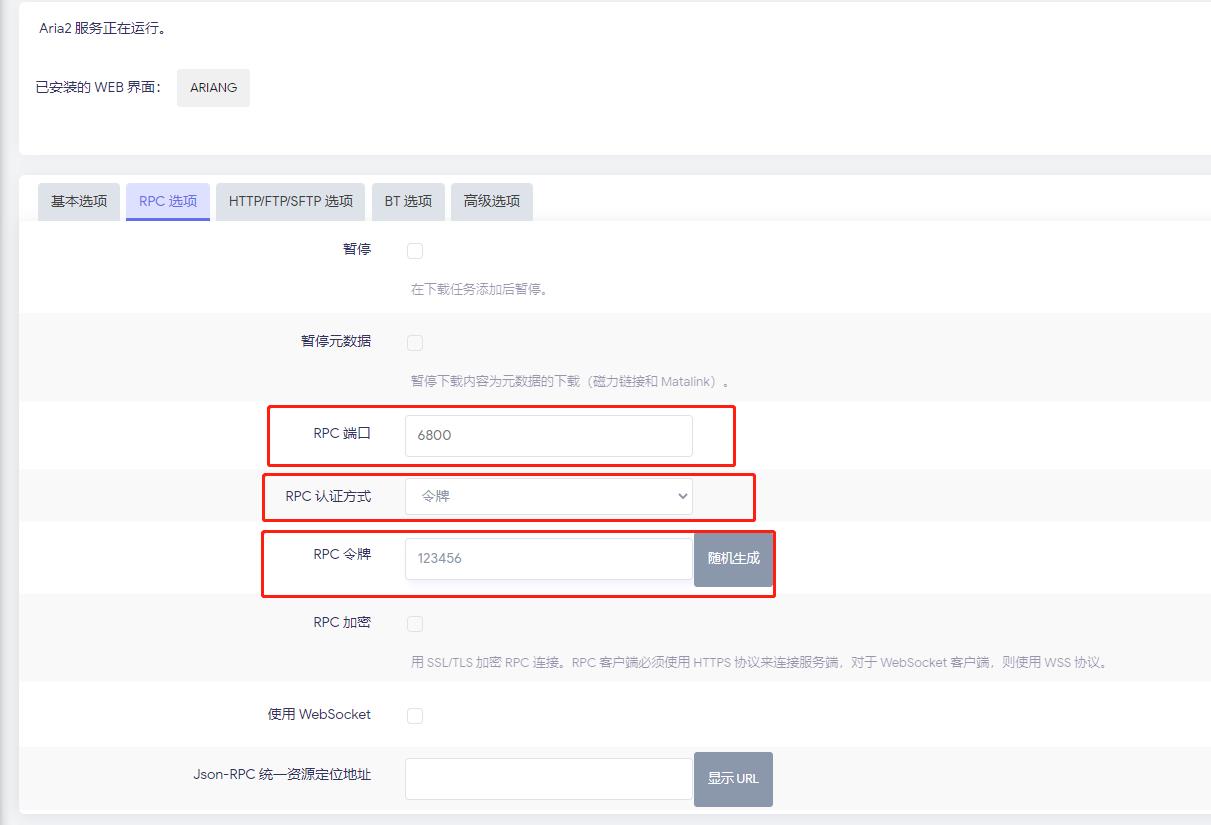 Aria2 服务正在运行。
已安装的 WEB 界面： ARIANG
基本选项 RPC 选项 HTTP/FTP/SFTP 选项 BT 选项 高级选项
暂停
在下载任务添加后暂停。
暂停元数据
暂停下载内容为元数据的下载（磁力链接和 Matalink）。
RPC 端口 6800
RPC 认证方式 令牌
RPC 令牌 123456 随机生成
RPC 加密
用 SSL/TLS 加密 RPC 连接。RPC 客户端必须使用 HTTPS 协议来连接服务端，对于 WebSocket 客户端，则使用 WSS 协议。
使用 WebSocket
Json-RPC 统一资源定位地址 显示 URL